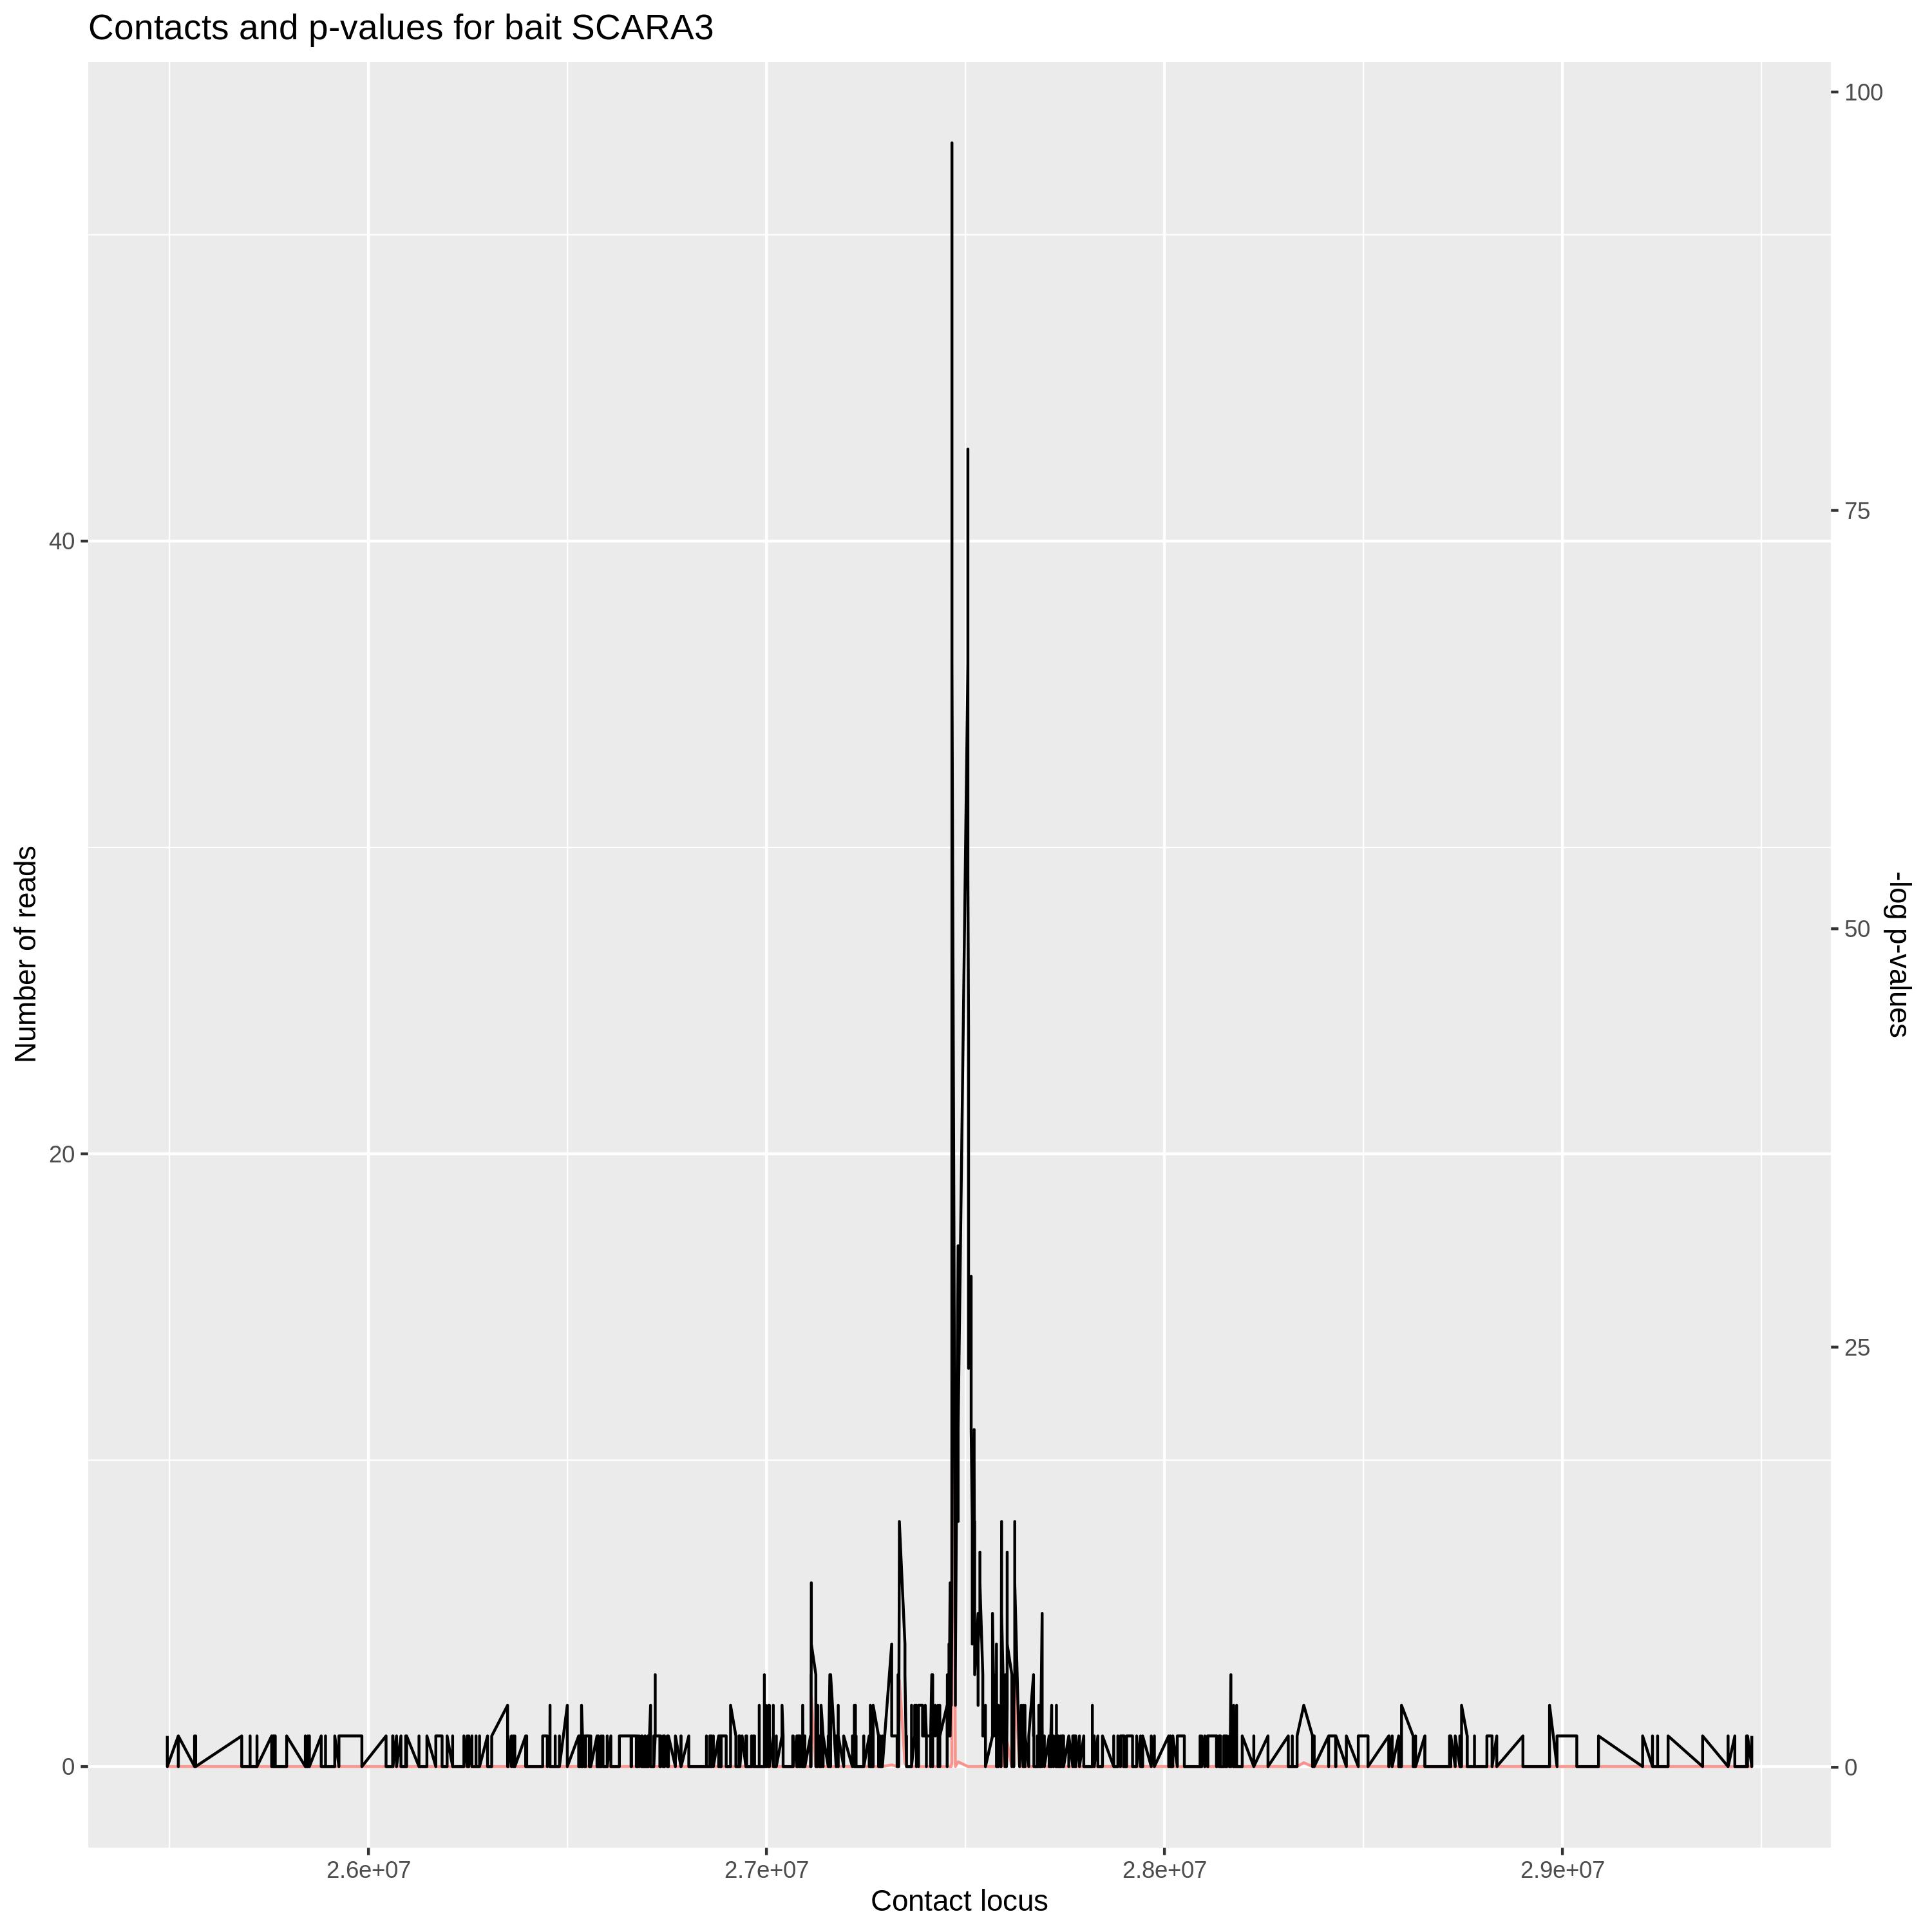 Contacts and p-values for bait SCARA3
100
75
50
25
0
40
20
0
Number of reads
-log p-values
2.6e+07
2.7e+07
2.8e+07
2.9e+07
Contact locus